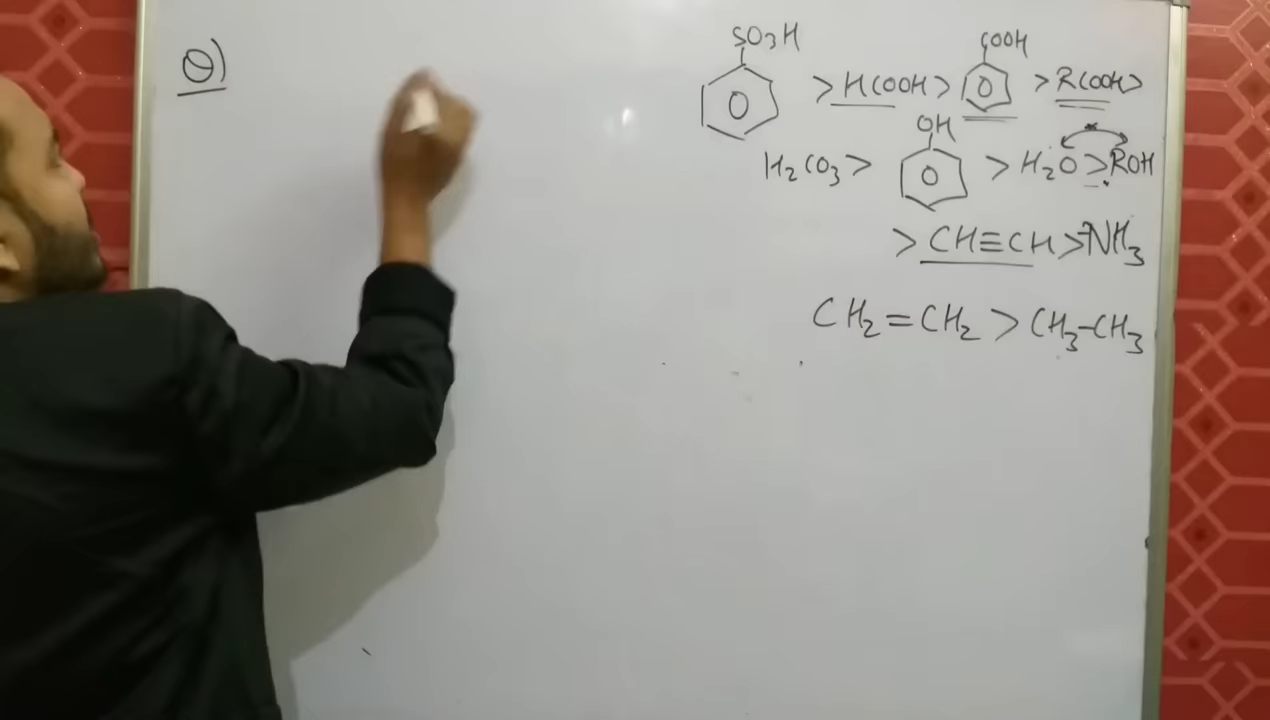 Q)
SO3H > HCOOH > COOH > RCOOH >
H2CO3 > OH > H2O > ROH
> CH≡CH > NH3
CH2=CH2 > CH3-CH3